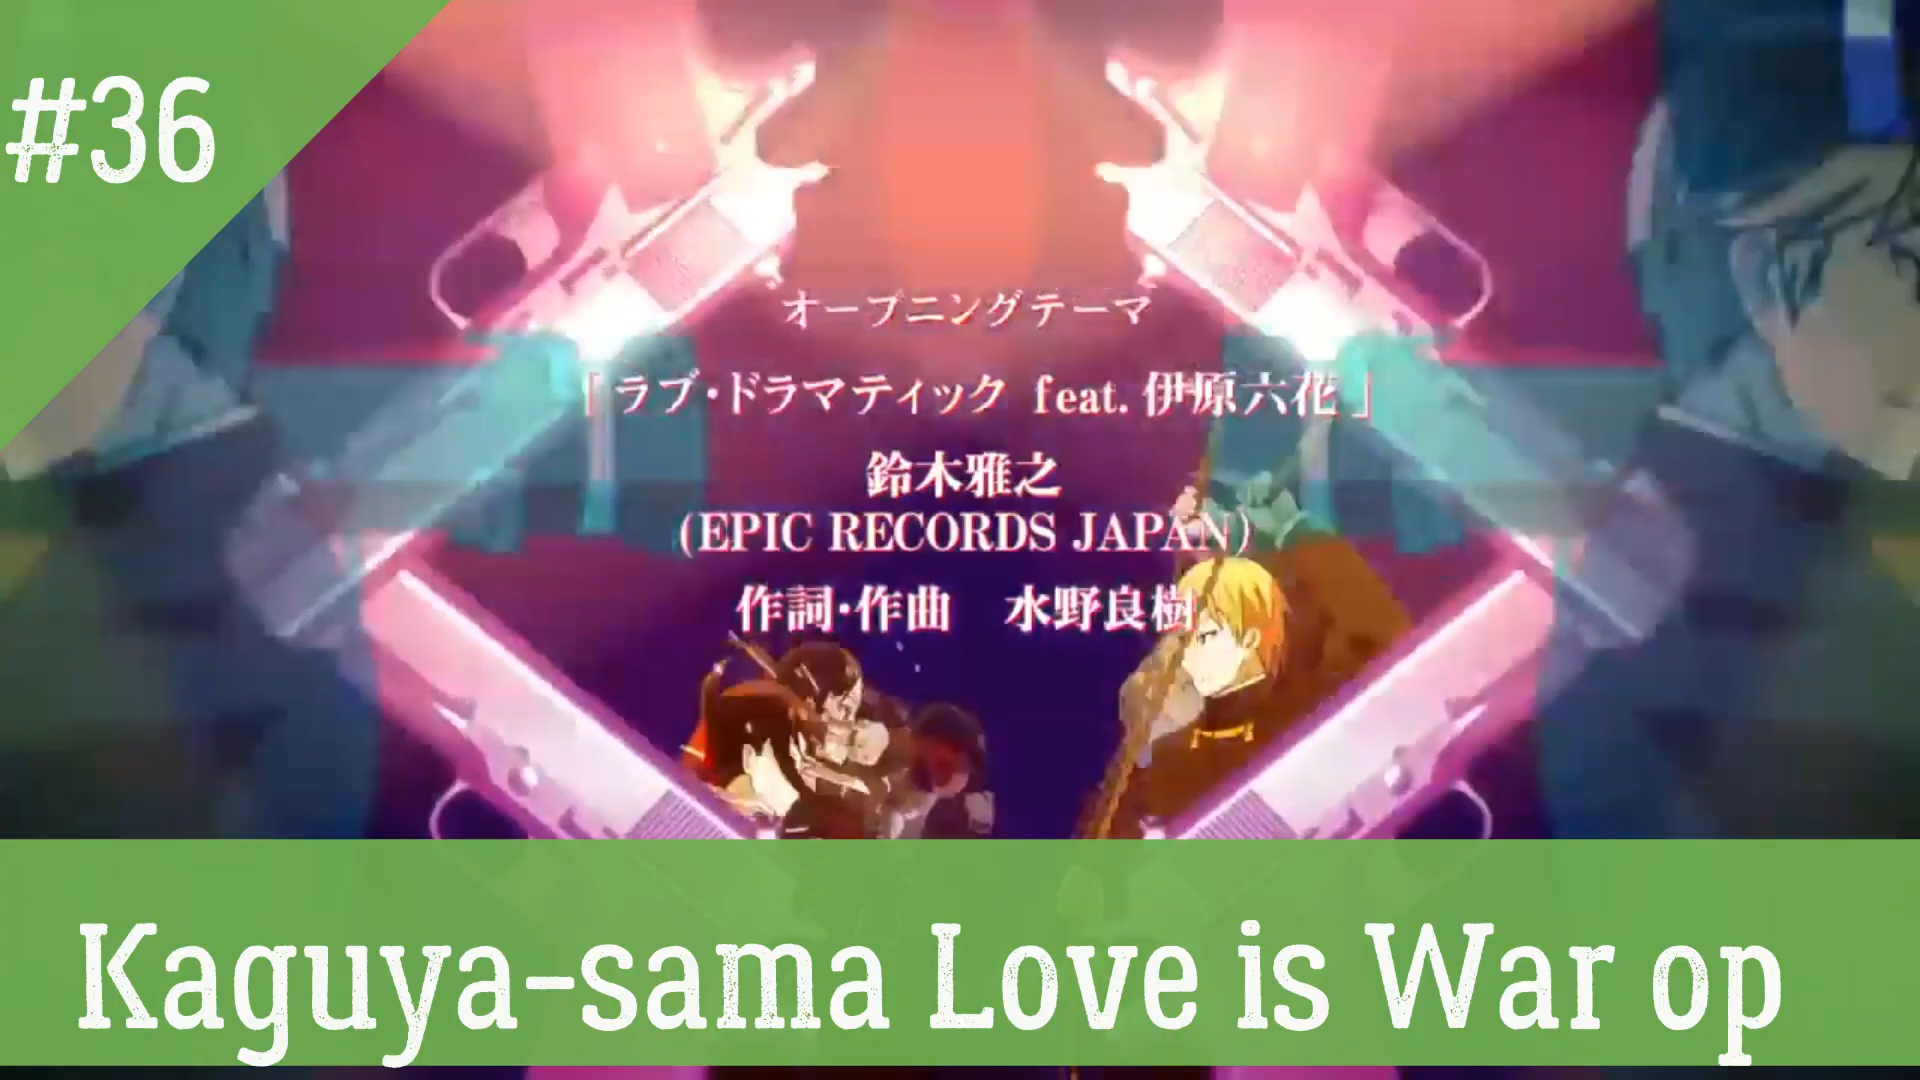 #36
オープニングテーマ
「ラブ・ドラマティック feat. 伊原六花」
鈴木雅之
(EPIC RECORDS JAPAN)
作詞・作曲 水野良樹
Kaguya-sama Love is War op